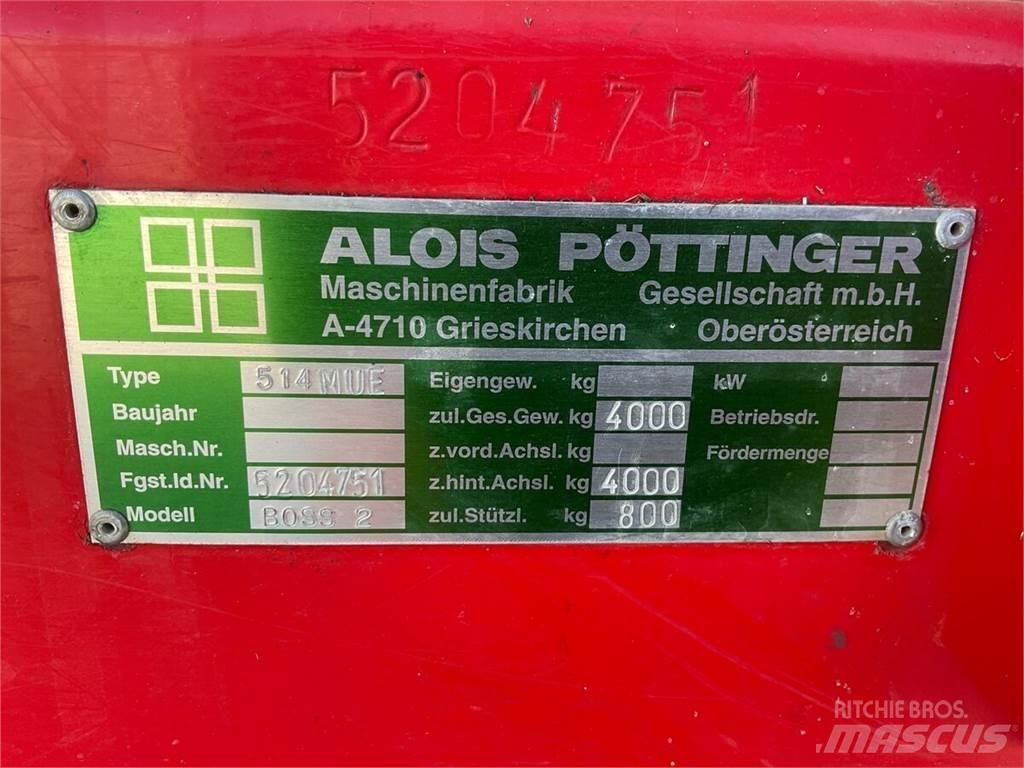 5204751
ALOIS PÖTTINGER
Maschinenfabrik Gesellschaft m.b.H.
A-4710 Grieskirchen Oberösterreich
Type 514MUE Eigengew. kg kW
Baujahr zul.Ges.Gew. kg 4000 Betriebsdr.
Masch.Nr. z.vord.Achsl. kg Fördermenge
Fgst.Id.Nr. 5204751 z.hint.Achsl. kg 4000
Modell BOSS 2 zul.Stützl. kg 800
RITCHIE BROS.
MASCUS